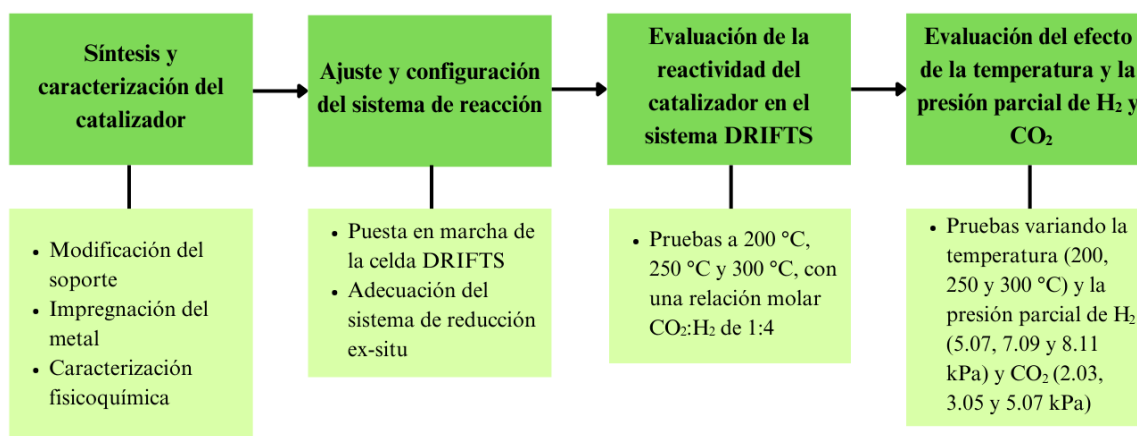 Síntesis y
caracterización del
catalizador
Ajuste y configuración
del sistema de reacción
Evaluación de la
reactividad del
catalizador en el
sistema DRIFTS
Evaluación del efecto
de la temperatura y la
presión parcial de H₂ y
CO₂
• Modificación del
soporte
• Impregnación del
metal
• Caracterización
fisicoquímica
• Puesta en marcha de
la celda DRIFTS
• Adecuación del
sistema de reducción
ex-situ
• Pruebas a 200 °C,
250 °C y 300 °C, con
una relación molar
CO₂:H₂ de 1:4
• Pruebas variando la
temperatura (200,
250 y 300 °C) y la
presión parcial de H₂
(5.07, 7.09 y 8.11
kPa) y CO₂ (2.03,
3.05 y 5.07 kPa)